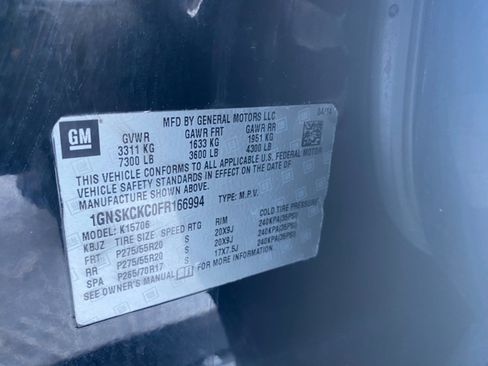 MFD BY GENERAL MOTORS LLC 04/14
GM
GVWR GAWR FRT GAWR RR
3311 KG 1633 KG 1951 KG
7300 LB 3600 LB 4300 LB
THIS VEHICLE CONFORMS TO ALL APPLICABLE U.S. FEDERAL MOTOR
VEHICLE SAFETY STANDARDS IN EFFECT ON THE DATE OF
MANUFACTURE SHOWN ABOVE.
1GNSKCKC0FR166994 TYPE: M.P.V.
MODEL: K15706
KBJZ TIRE SIZE SPEED RTG RIM COLD TIRE PRESSURE
FRT P275/55R20 S 20X9J 240KPA(35PSI)
RR P275/55R20 S 20X9J 240KPA(35PSI)
SPA P265/70R17 S 17X7.5J 240KPA(35PSI)
SEE OWNER'S MANUAL FOR MORE INFORMATION.